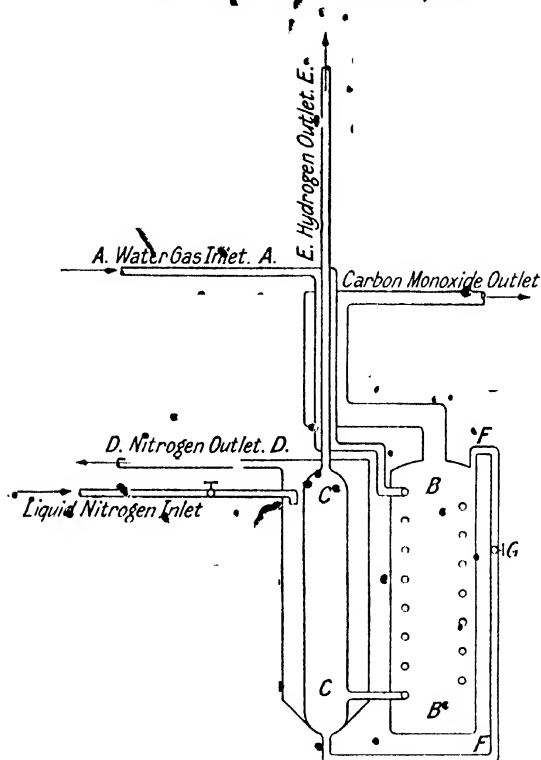 E. Hydrogen Outlet. E.
A. Water Gas Inlet. A.
Carbon Monoxide Outlet
D. Nitrogen Outlet. D.
Liquid Nitrogen Inlet
C
B
F
G
C
B
F